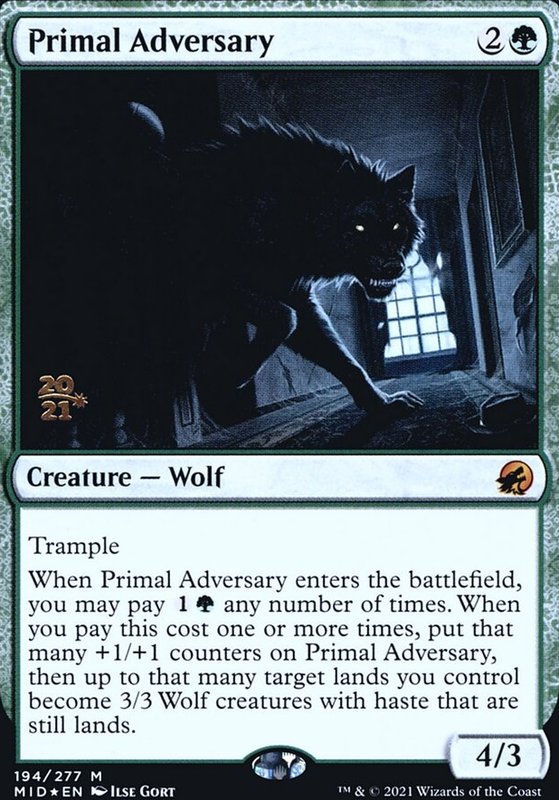 Primal Adversary 2
20
21
Creature — Wolf
Trample
When Primal Adversary enters the battlefield,
you may pay 1 any number of times. When
you pay this cost one or more times, put that
many +1/+1 counters on Primal Adversary,
then up to that many target lands you control
become 3/3 Wolf creatures with haste that are
still lands.
4/3
194/277 M
MID★EN Ilse Gort
™ & © 2021 Wizards of the Coast